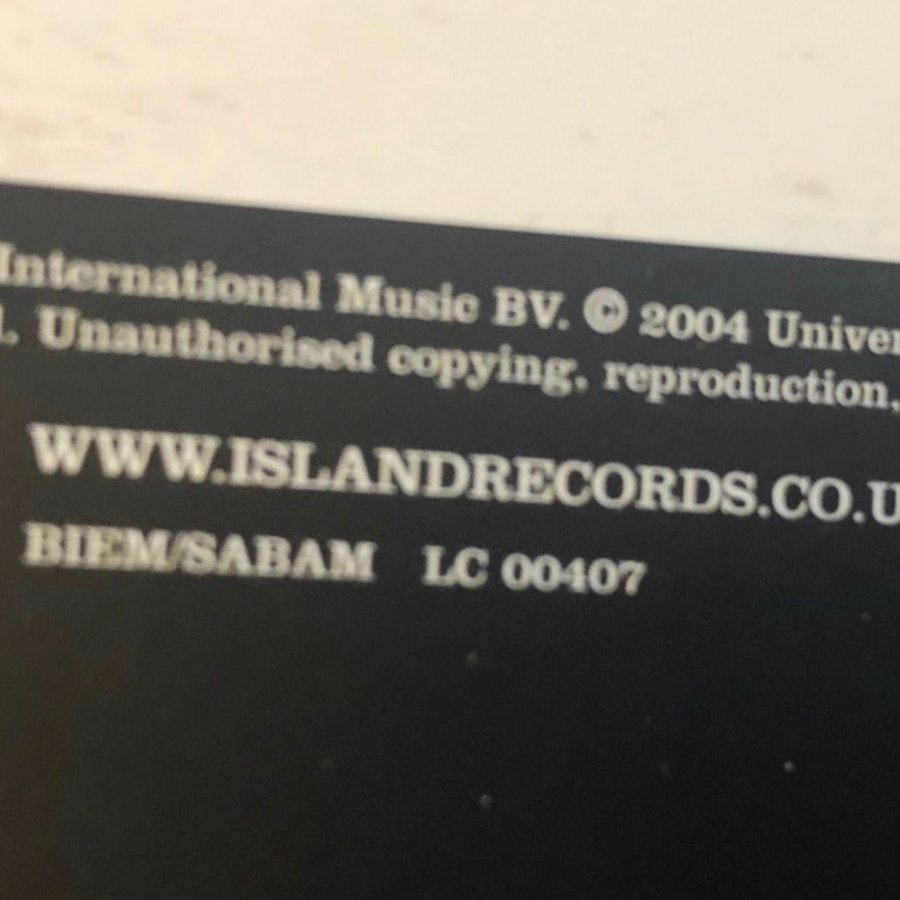 International Music BV. © 2004 Univer
l. Unauthorised copying, reproduction,
WWW.ISLANDRECORDS.CO.U
BIEM/SABAM LC 00407